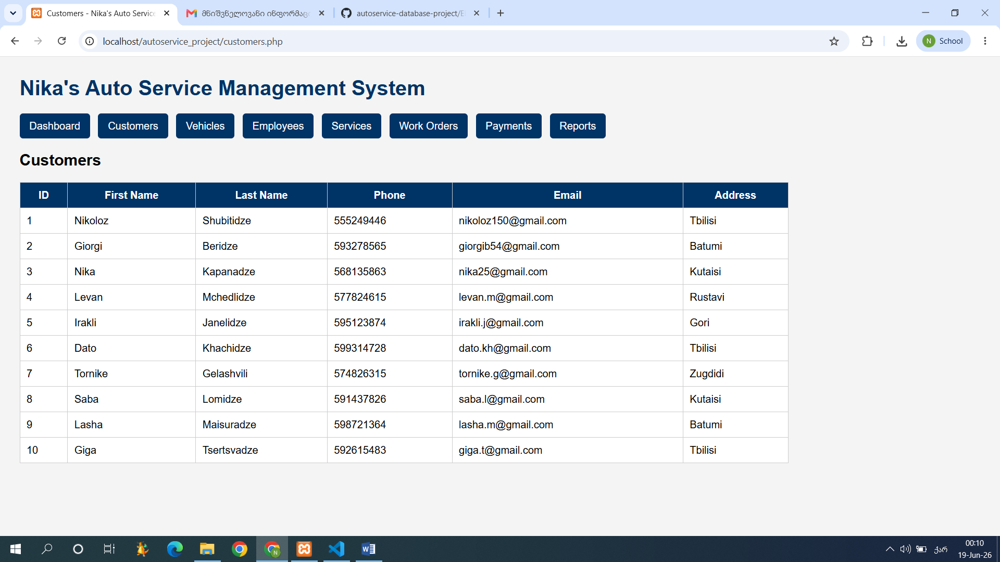 Customers - Nika's Auto Service
მნიშვნელოვანი ინფორმაცი
autoservice-database-project/E
localhost/autoservice_project/customers.php
N School
Nika's Auto Service Management System
Dashboard Customers Vehicles Employees Services Work Orders Payments Reports
Customers
ID First Name Last Name Phone Email Address
1 Nikoloz Shubitidze 555249446 nikoloz150@gmail.com Tbilisi
2 Giorgi Beridze 593278565 giorgib54@gmail.com Batumi
3 Nika Kapanadze 568135863 nika25@gmail.com Kutaisi
4 Levan Mchedlidze 577824615 levan.m@gmail.com Rustavi
5 Irakli Janelidze 595123874 irakli.j@gmail.com Gori
6 Dato Khachidze 599314728 dato.kh@gmail.com Tbilisi
7 Tornike Gelashvili 574826315 tornike.g@gmail.com Zugdidi
8 Saba Lomidze 591437826 saba.l@gmail.com Kutaisi
9 Lasha Maisuradze 598721364 lasha.m@gmail.com Batumi
10 Giga Tsertsvadze 592615483 giga.t@gmail.com Tbilisi
N
W
ქარ
00:10
19-Jun-26